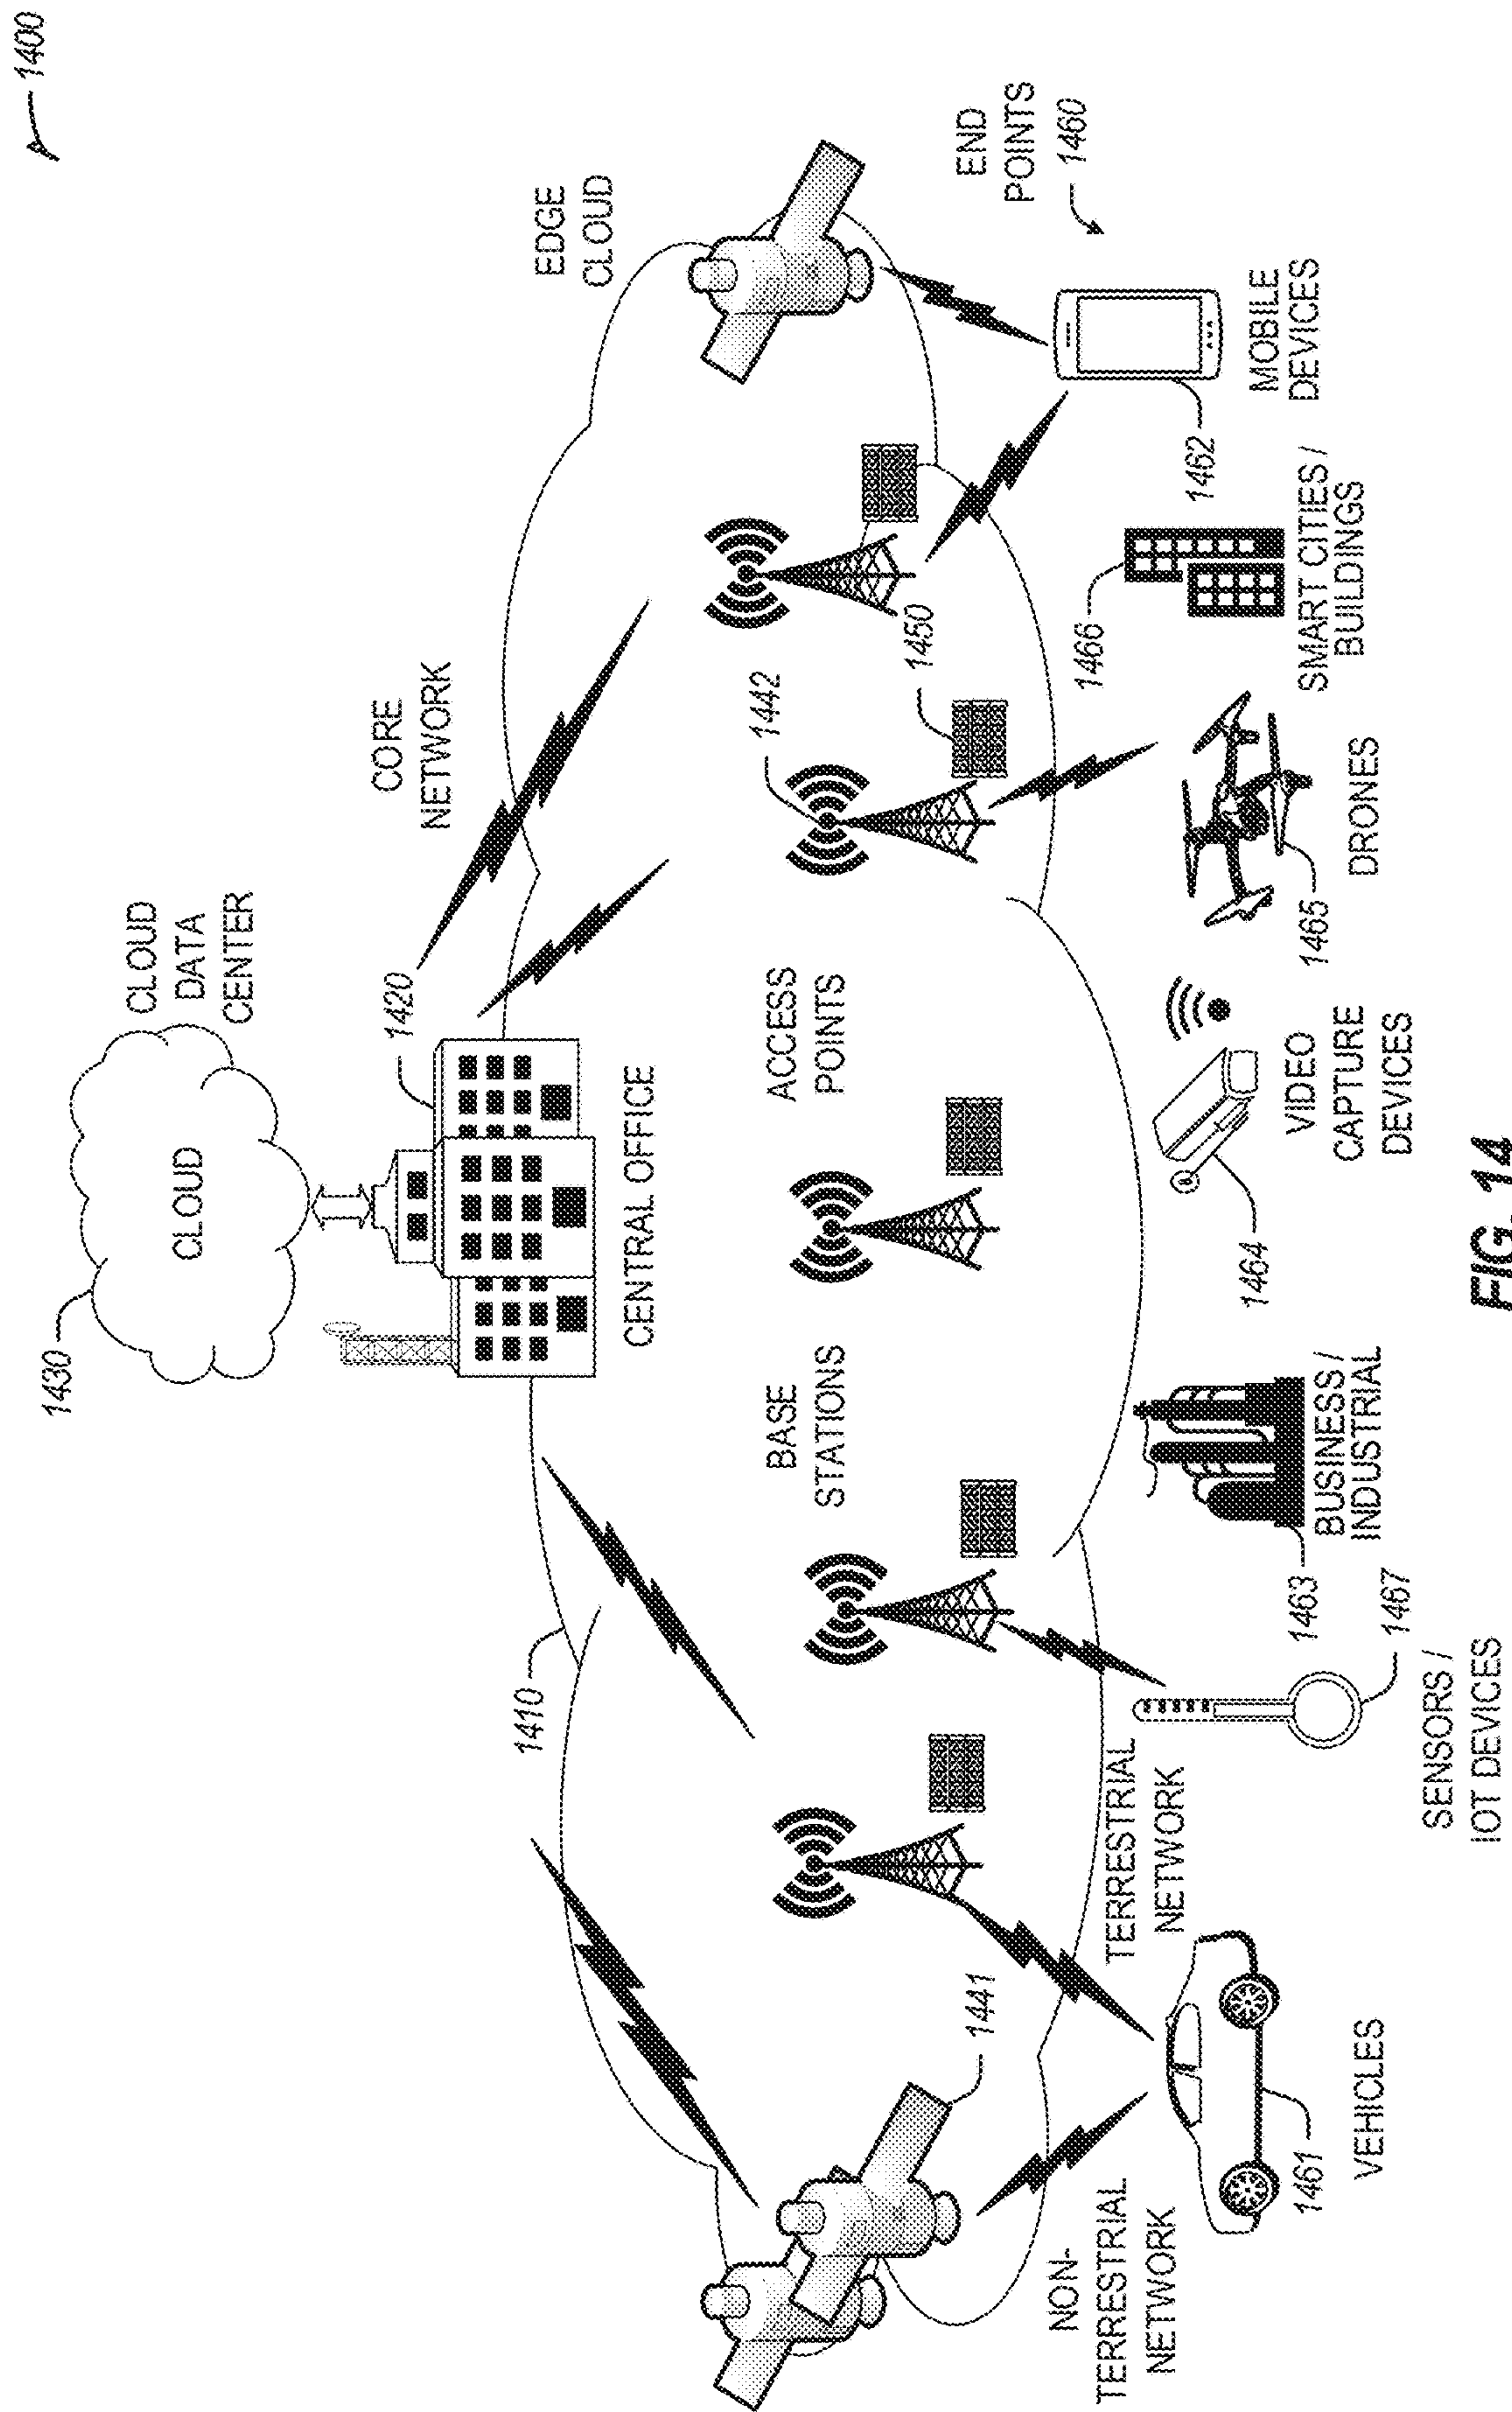 1400
CLOUD
DATA
CENTER
1430
CLOUD
1420
CORE
NETWORK
EDGE
CLOUD
CENTRAL OFFICE
1410
BASE
STATIONS
ACCESS
POINTS
1442
1450
1441
END
POINTS
1460
NON-
TERRESTRIAL
NETWORK
TERRESTRIAL
NETWORK
1461
VEHICLES
1467
SENSORS /
IOT DEVICES
1463
BUSINESS /
INDUSTRIAL
1464
VIDEO
CAPTURE
DEVICES
1465
DRONES
1466
SMART CITIES /
BUILDINGS
1462
MOBILE
DEVICES
FIG. 14